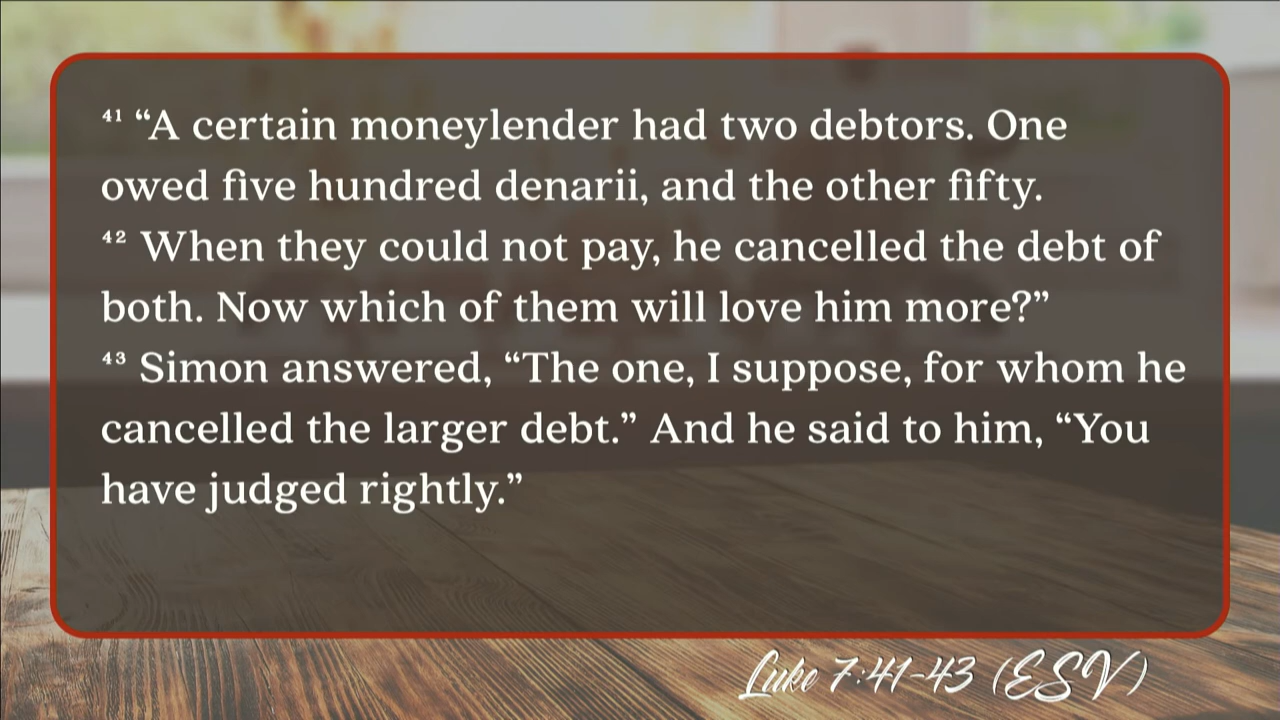 ⁴¹ “A certain moneylender had two debtors. One
owed five hundred denarii, and the other fifty.
⁴² When they could not pay, he cancelled the debt of
both. Now which of them will love him more?”
⁴³ Simon answered, “The one, I suppose, for whom he
cancelled the larger debt.” And he said to him, “You
have judged rightly.”
Luke 7:41-43 (ESV)